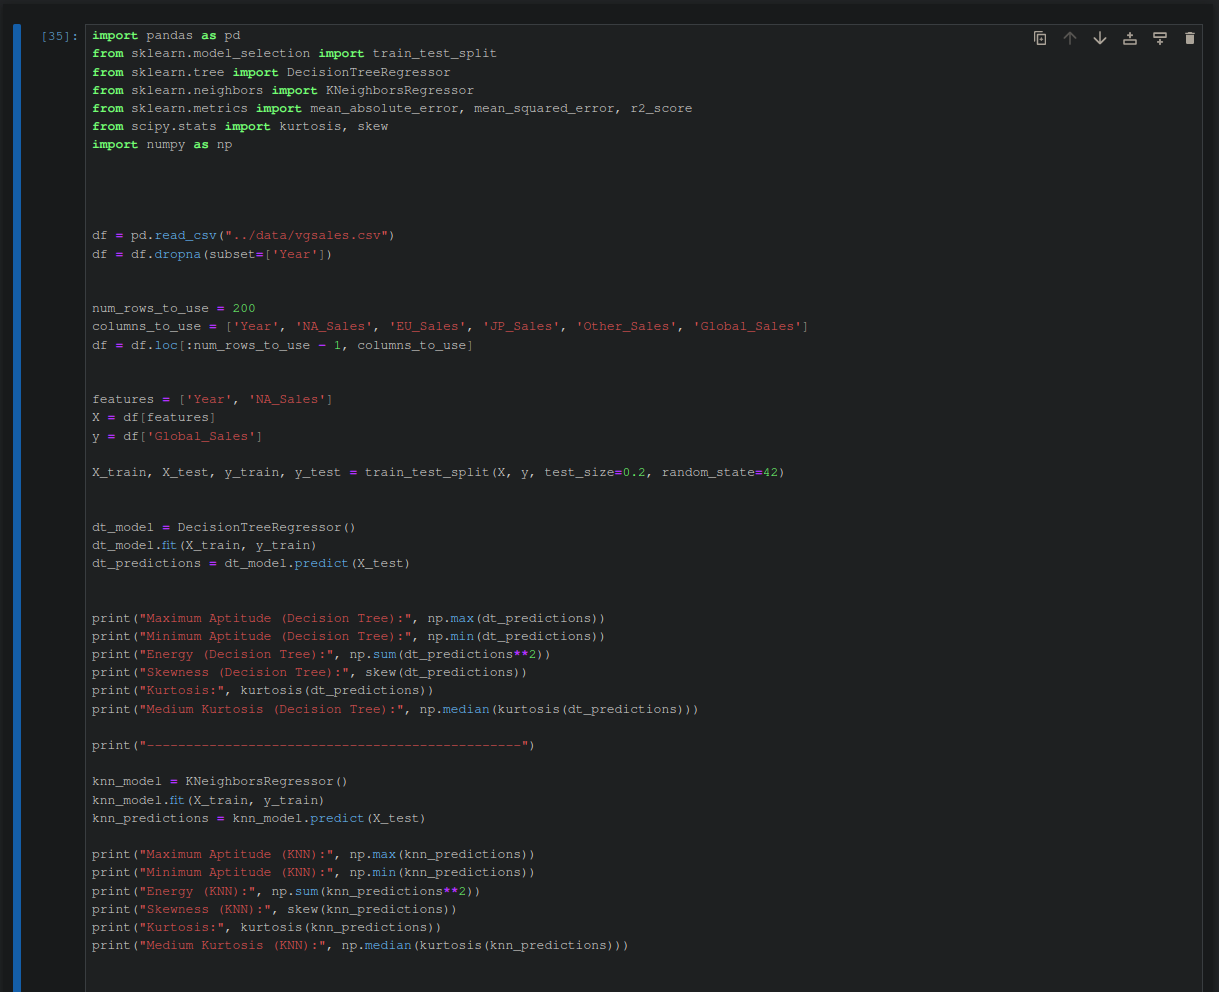 [35]:
import pandas as pd
from sklearn.model_selection import train_test_split
from sklearn.tree import DecisionTreeRegressor
from sklearn.neighbors import KNeighborsRegressor
from sklearn.metrics import mean_absolute_error, mean_squared_error, r2_score
from scipy.stats import kurtosis, skew
import numpy as np
df = pd.read_csv("../data/vgsales.csv")
df = df.dropna(subset=['Year'])
num_rows_to_use = 200
columns_to_use = ['Year', 'NA_Sales', 'EU_Sales', 'JP_Sales', 'Other_Sales', 'Global_Sales']
df = df.loc[:num_rows_to_use - 1, columns_to_use]
features = ['Year', 'NA_Sales']
X = df[features]
y = df['Global_Sales']
X_train, X_test, y_train, y_test = train_test_split(X, y, test_size=0.2, random_state=42)
dt_model = DecisionTreeRegressor()
dt_model.fit(X_train, y_train)
dt_predictions = dt_model.predict(X_test)
print("Maximum Aptitude (Decision Tree):", np.max(dt_predictions))
print("Minimum Aptitude (Decision Tree):", np.min(dt_predictions))
print("Energy (Decision Tree):", np.sum(dt_predictions**2))
print("Skewness (Decision Tree):", skew(dt_predictions))
print("Kurtosis:", kurtosis(dt_predictions))
print("Medium Kurtosis (Decision Tree):", np.median(kurtosis(dt_predictions)))
print("------------------------------------------------")
knn_model = KNeighborsRegressor()
knn_model.fit(X_train, y_train)
knn_predictions = knn_model.predict(X_test)
print("Maximum Aptitude (KNN):", np.max(knn_predictions))
print("Minimum Aptitude (KNN):", np.min(knn_predictions))
print("Energy (KNN):", np.sum(knn_predictions**2))
print("Skewness (KNN):", skew(knn_predictions))
print("Kurtosis:", kurtosis(knn_predictions))
print("Medium Kurtosis (KNN):", np.median(kurtosis(knn_predictions)))